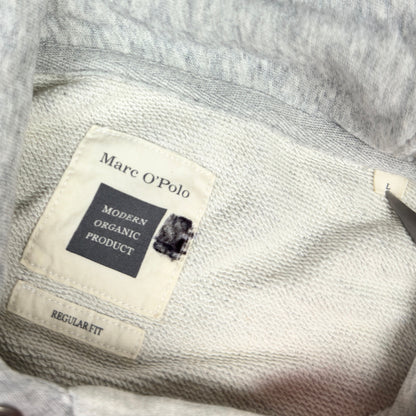 Marc O'Polo
MODERN
ORGANIC
PRODUCT
REGULAR FIT
L